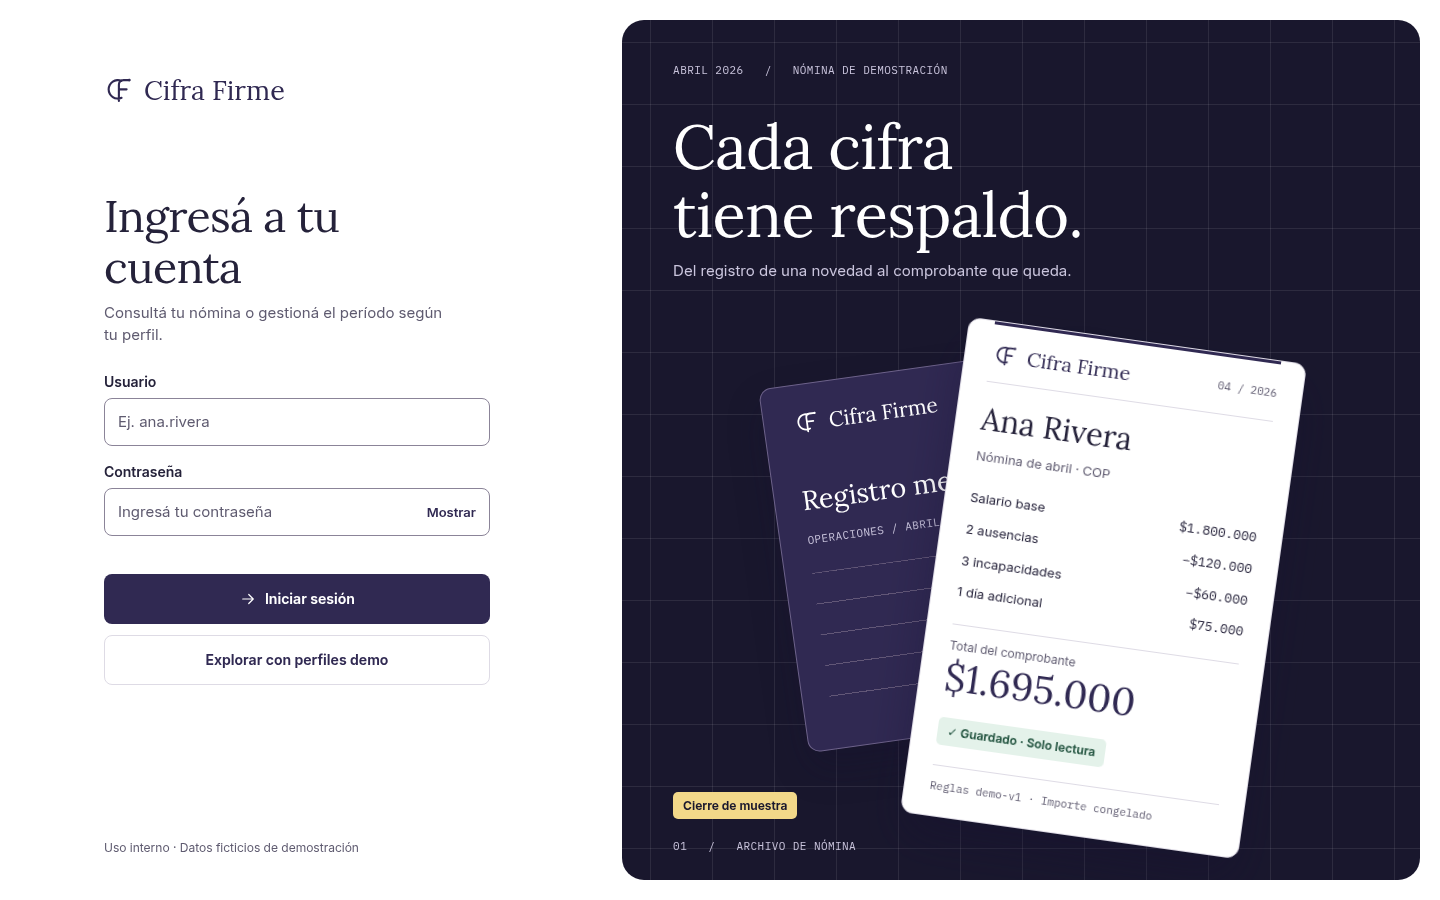 Cifra Firme
Ingresá a tu
cuenta
Consultá tu nómina o gestioná el período según
tu perfil.
Usuario
Ej. ana.rivera
Contraseña
Ingresá tu contraseña
Mostrar
→ Iniciar sesión
Explorar con perfiles demo
Uso interno · Datos ficticios de demostración
ABRIL 2026 / NÓMINA DE DEMOSTRACIÓN
Cada cifra
tiene respaldo.
Del registro de una novedad al comprobante que queda.
Cifra Firme
Registro me
OPERACIONES / ABRIL
Cifra Firme
04 / 2026
Ana Rivera
Nómina de abril · COP
Salario base $1.800.000
2 ausencias −$120.000
3 incapacidades −$60.000
1 día adicional $75.000
Total del comprobante
$1.695.000
✓ Guardado · Solo lectura
Reglas demo-v1 · Importe congelado
Cierre de muestra
01 / ARCHIVO DE NÓMINA